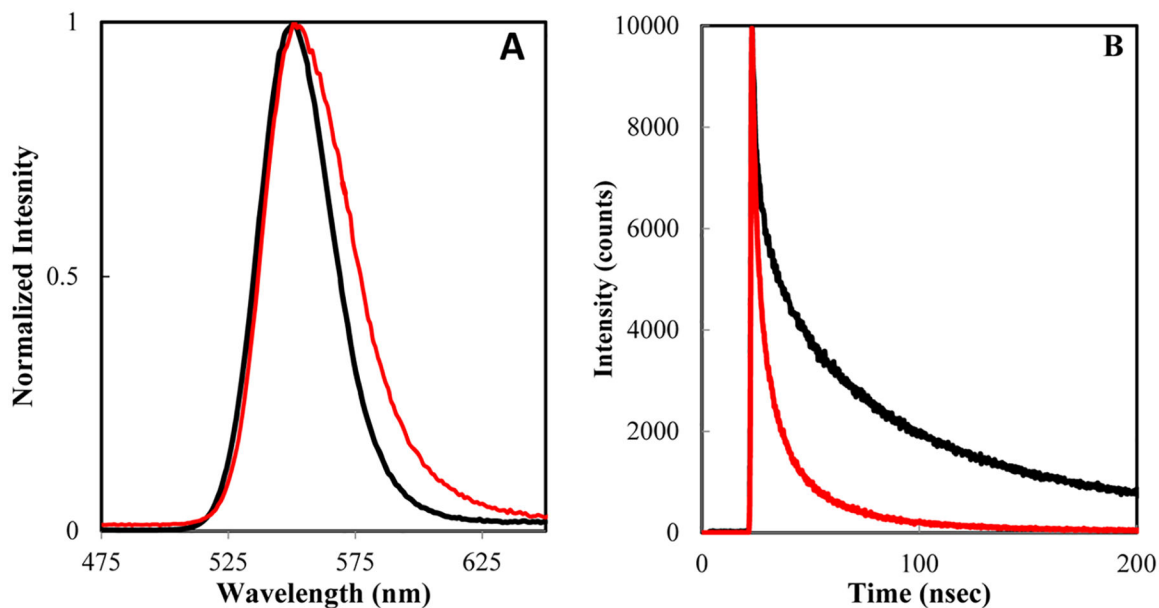 A
1
0.5
0
475
525
575
625
Normalized Intesnity
Wavelength (nm)
B
10000
8000
6000
4000
2000
0
0
100
200
Intensity (counts)
Time (nsec)